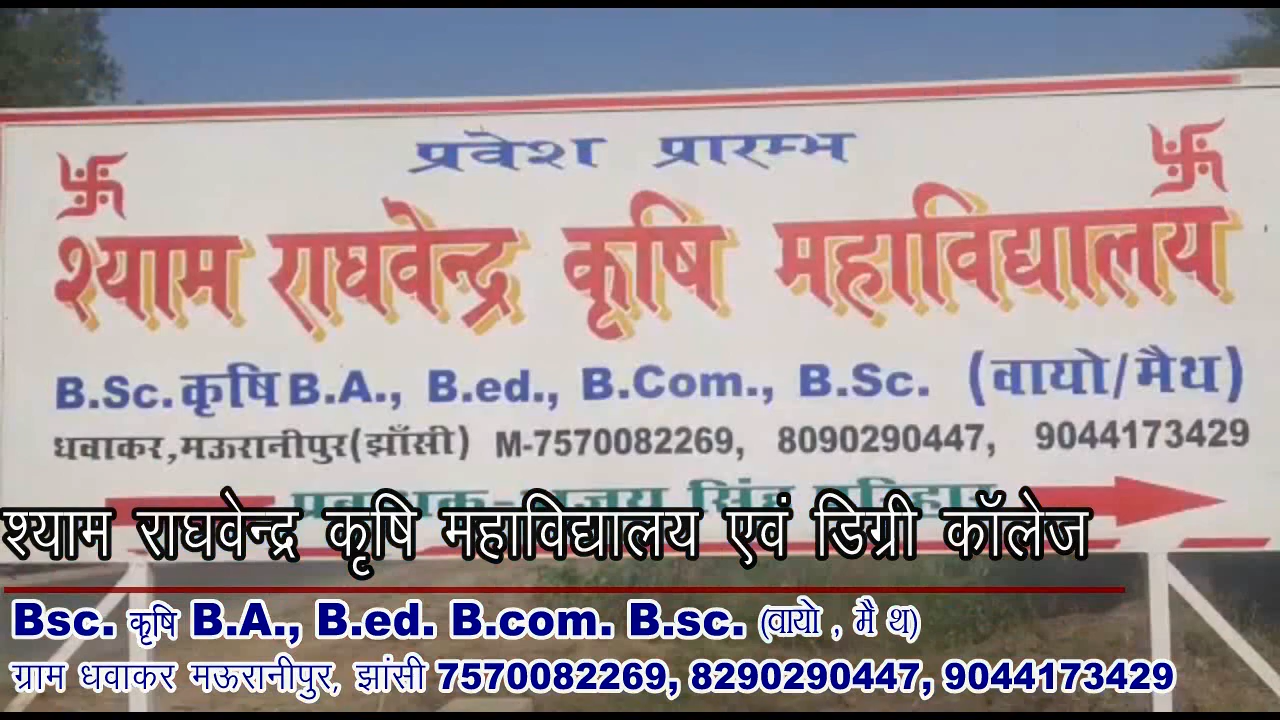 प्रवेश प्रारम्भ
श्याम राघवेन्द्र कृषि महाविद्यालय
B.Sc. कृषि B.A., B.ed., B.Com., B.Sc. (वायो/मैथ)
धवाकर,मऊरानीपुर(झाँसी) M-7570082269, 8090290447, 9044173429
सिंह
श्याम राघवेन्द्र कृषि महाविद्यालय एवं डिग्री कॉलेज
Bsc. कृषि B.A., B.ed. B.com. B.sc. (वायो , मै थ)
ग्राम धवाकर मऊरानीपुर, झांसी 7570082269, 8290290447, 9044173429